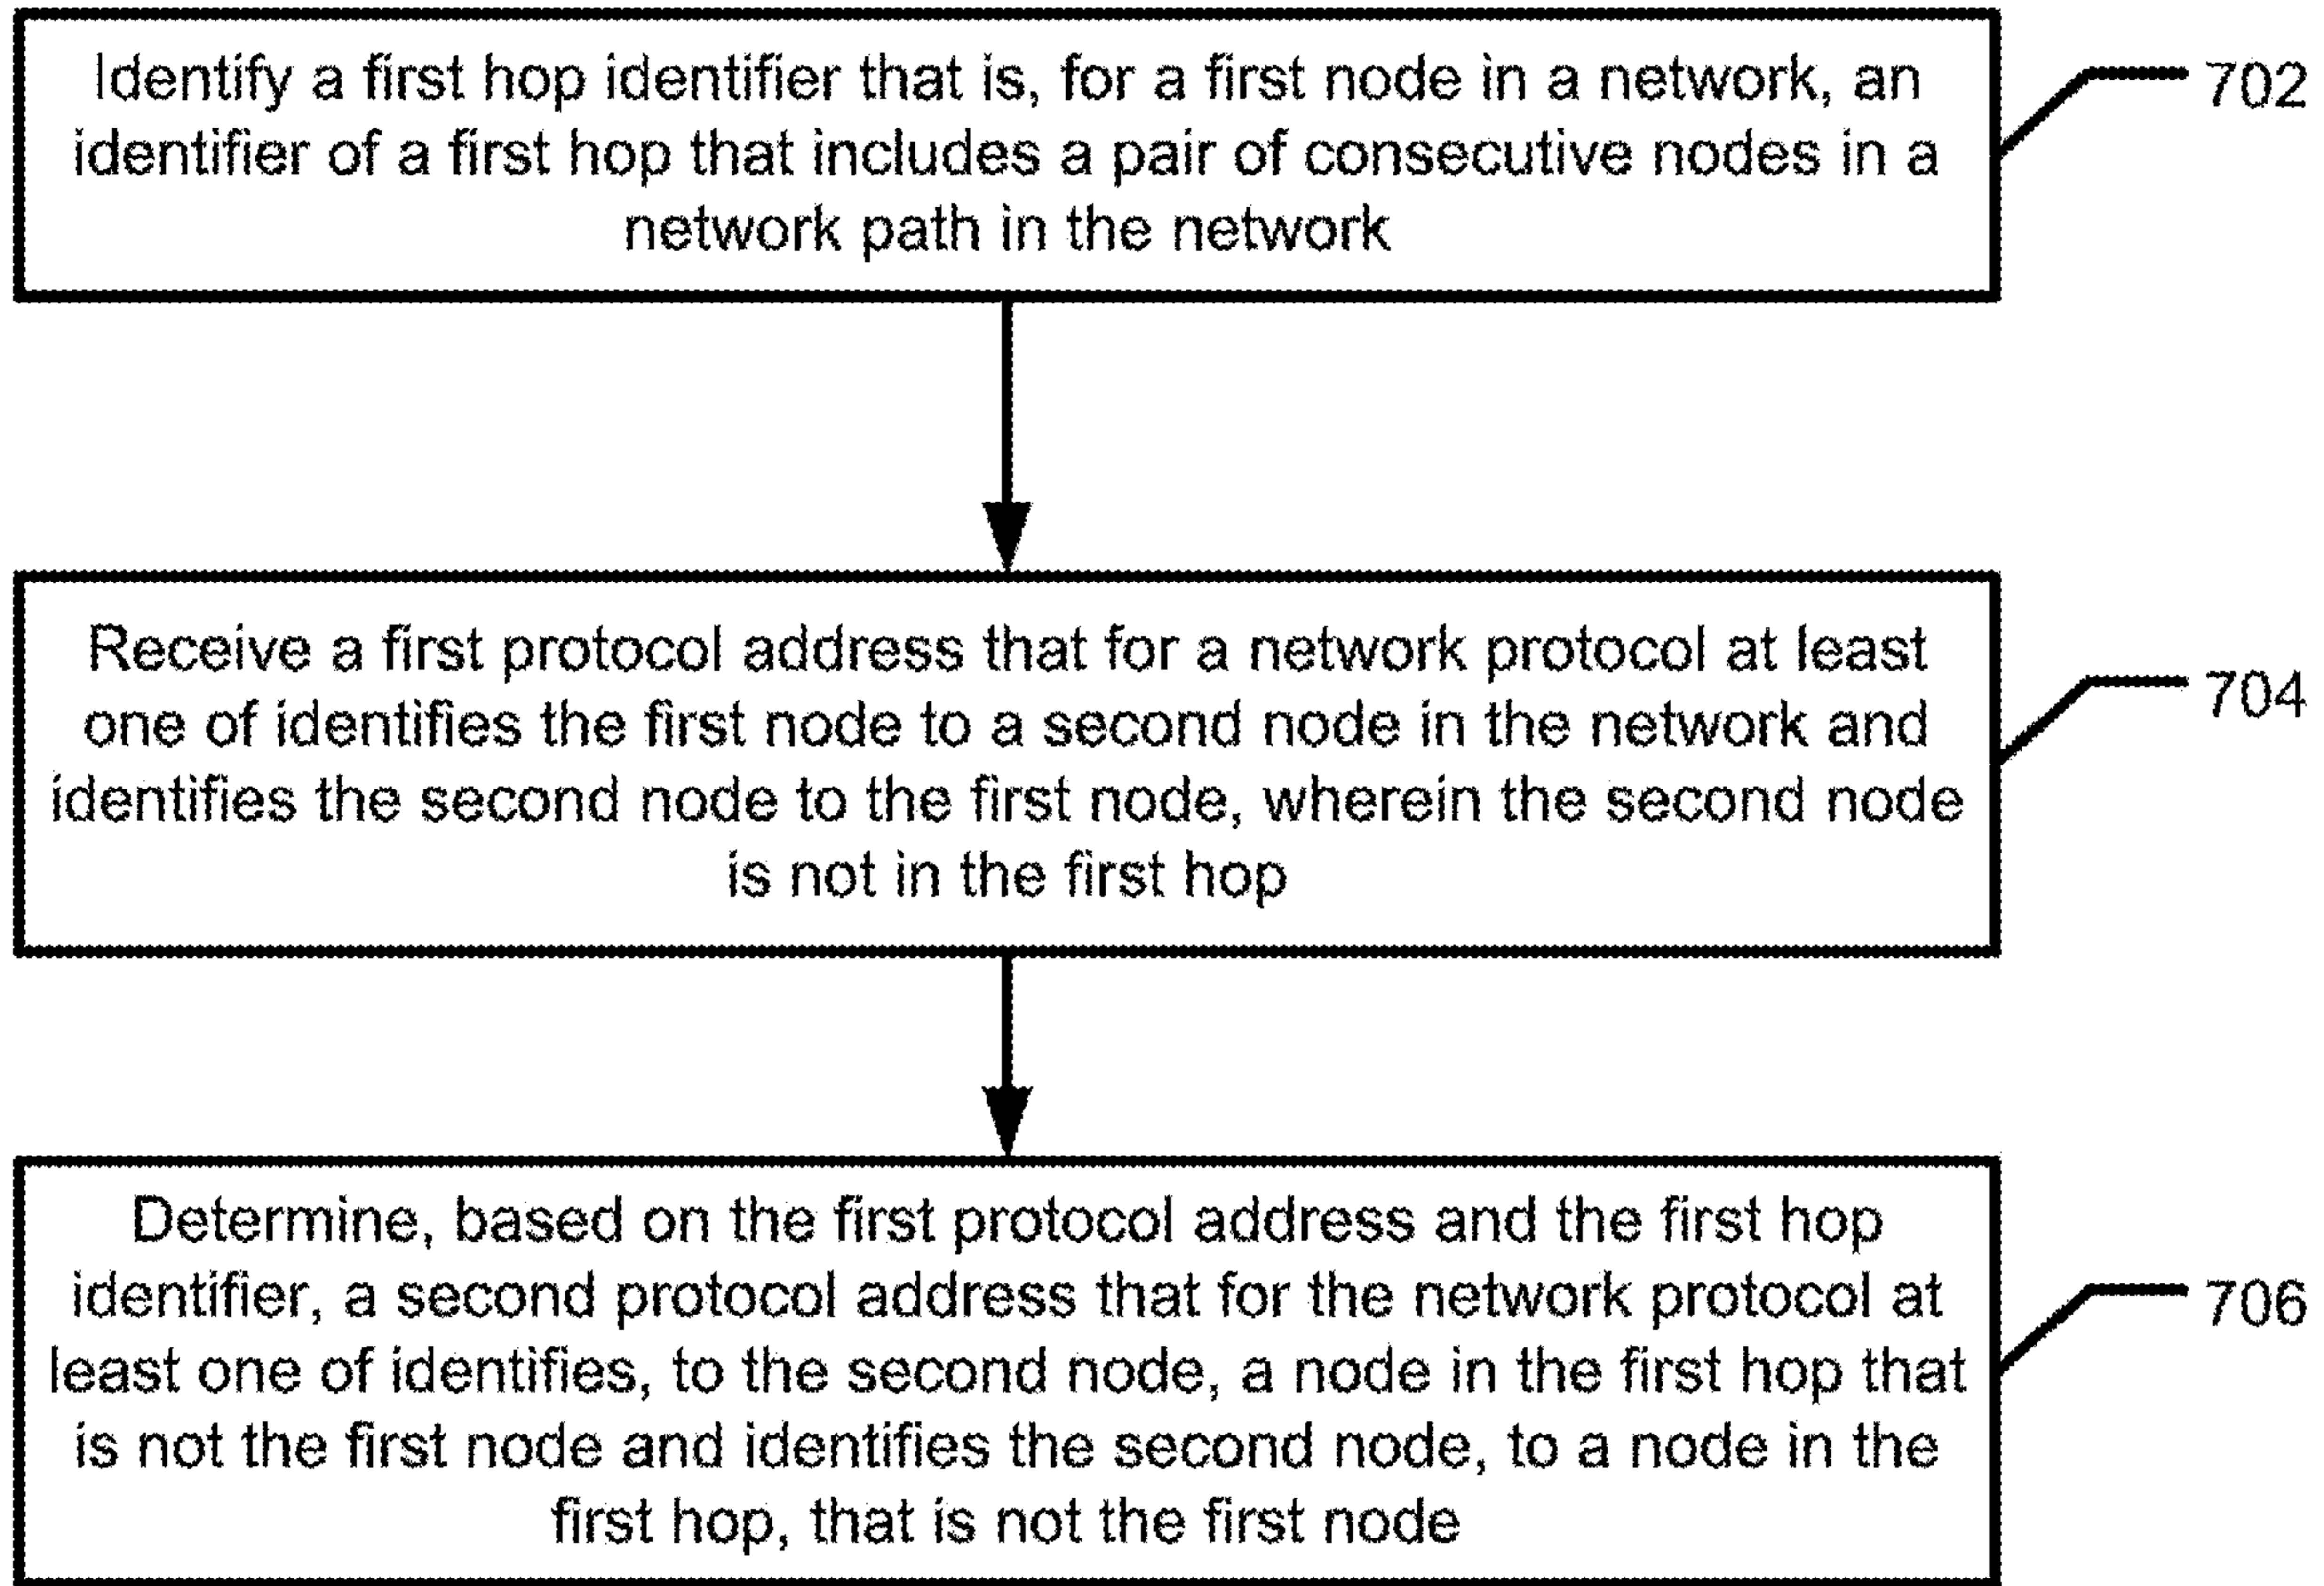 Identify a first hop identifier that is, for a first node in a network, an
identifier of a first hop that includes a pair of consecutive nodes in a
network path in the network
702
Receive a first protocol address that for a network protocol at least
one of identifies the first node to a second node in the network and
identifies the second node to the first node, wherein the second node
is not in the first hop
704
Determine, based on the first protocol address and the first hop
identifier, a second protocol address that for the network protocol at
least one of identifies, to the second node, a node in the first hop that
is not the first node and identifies the second node, to a node in the
first hop, that is not the first node
706